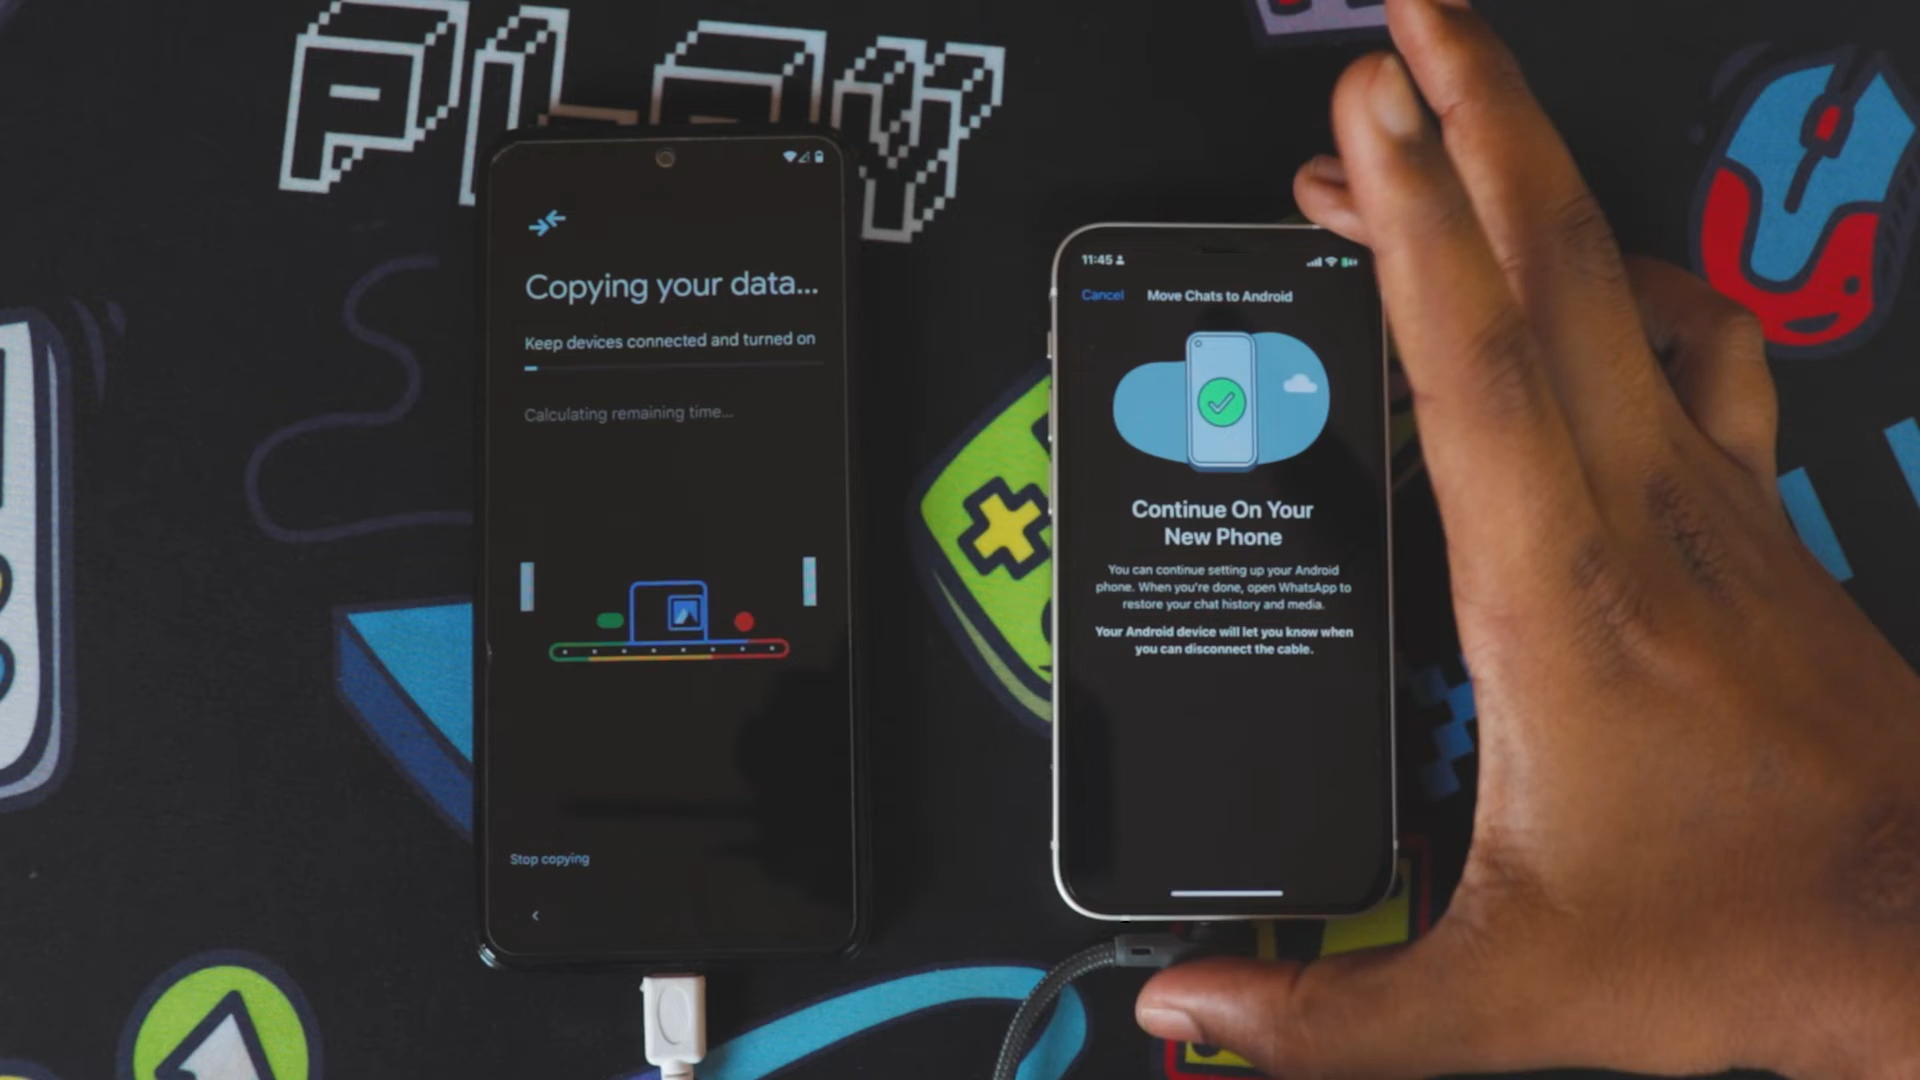 PLAY
Copying your data...
Keep devices connected and turned on
Calculating remaining time...
Stop copying
11:45
Cancel
Move Chats to Android
Continue On Your
New Phone
You can continue setting up your Android
phone. When you're done, open WhatsApp to
restore your chat history and media.
Your Android device will let you know when
you can disconnect the cable.